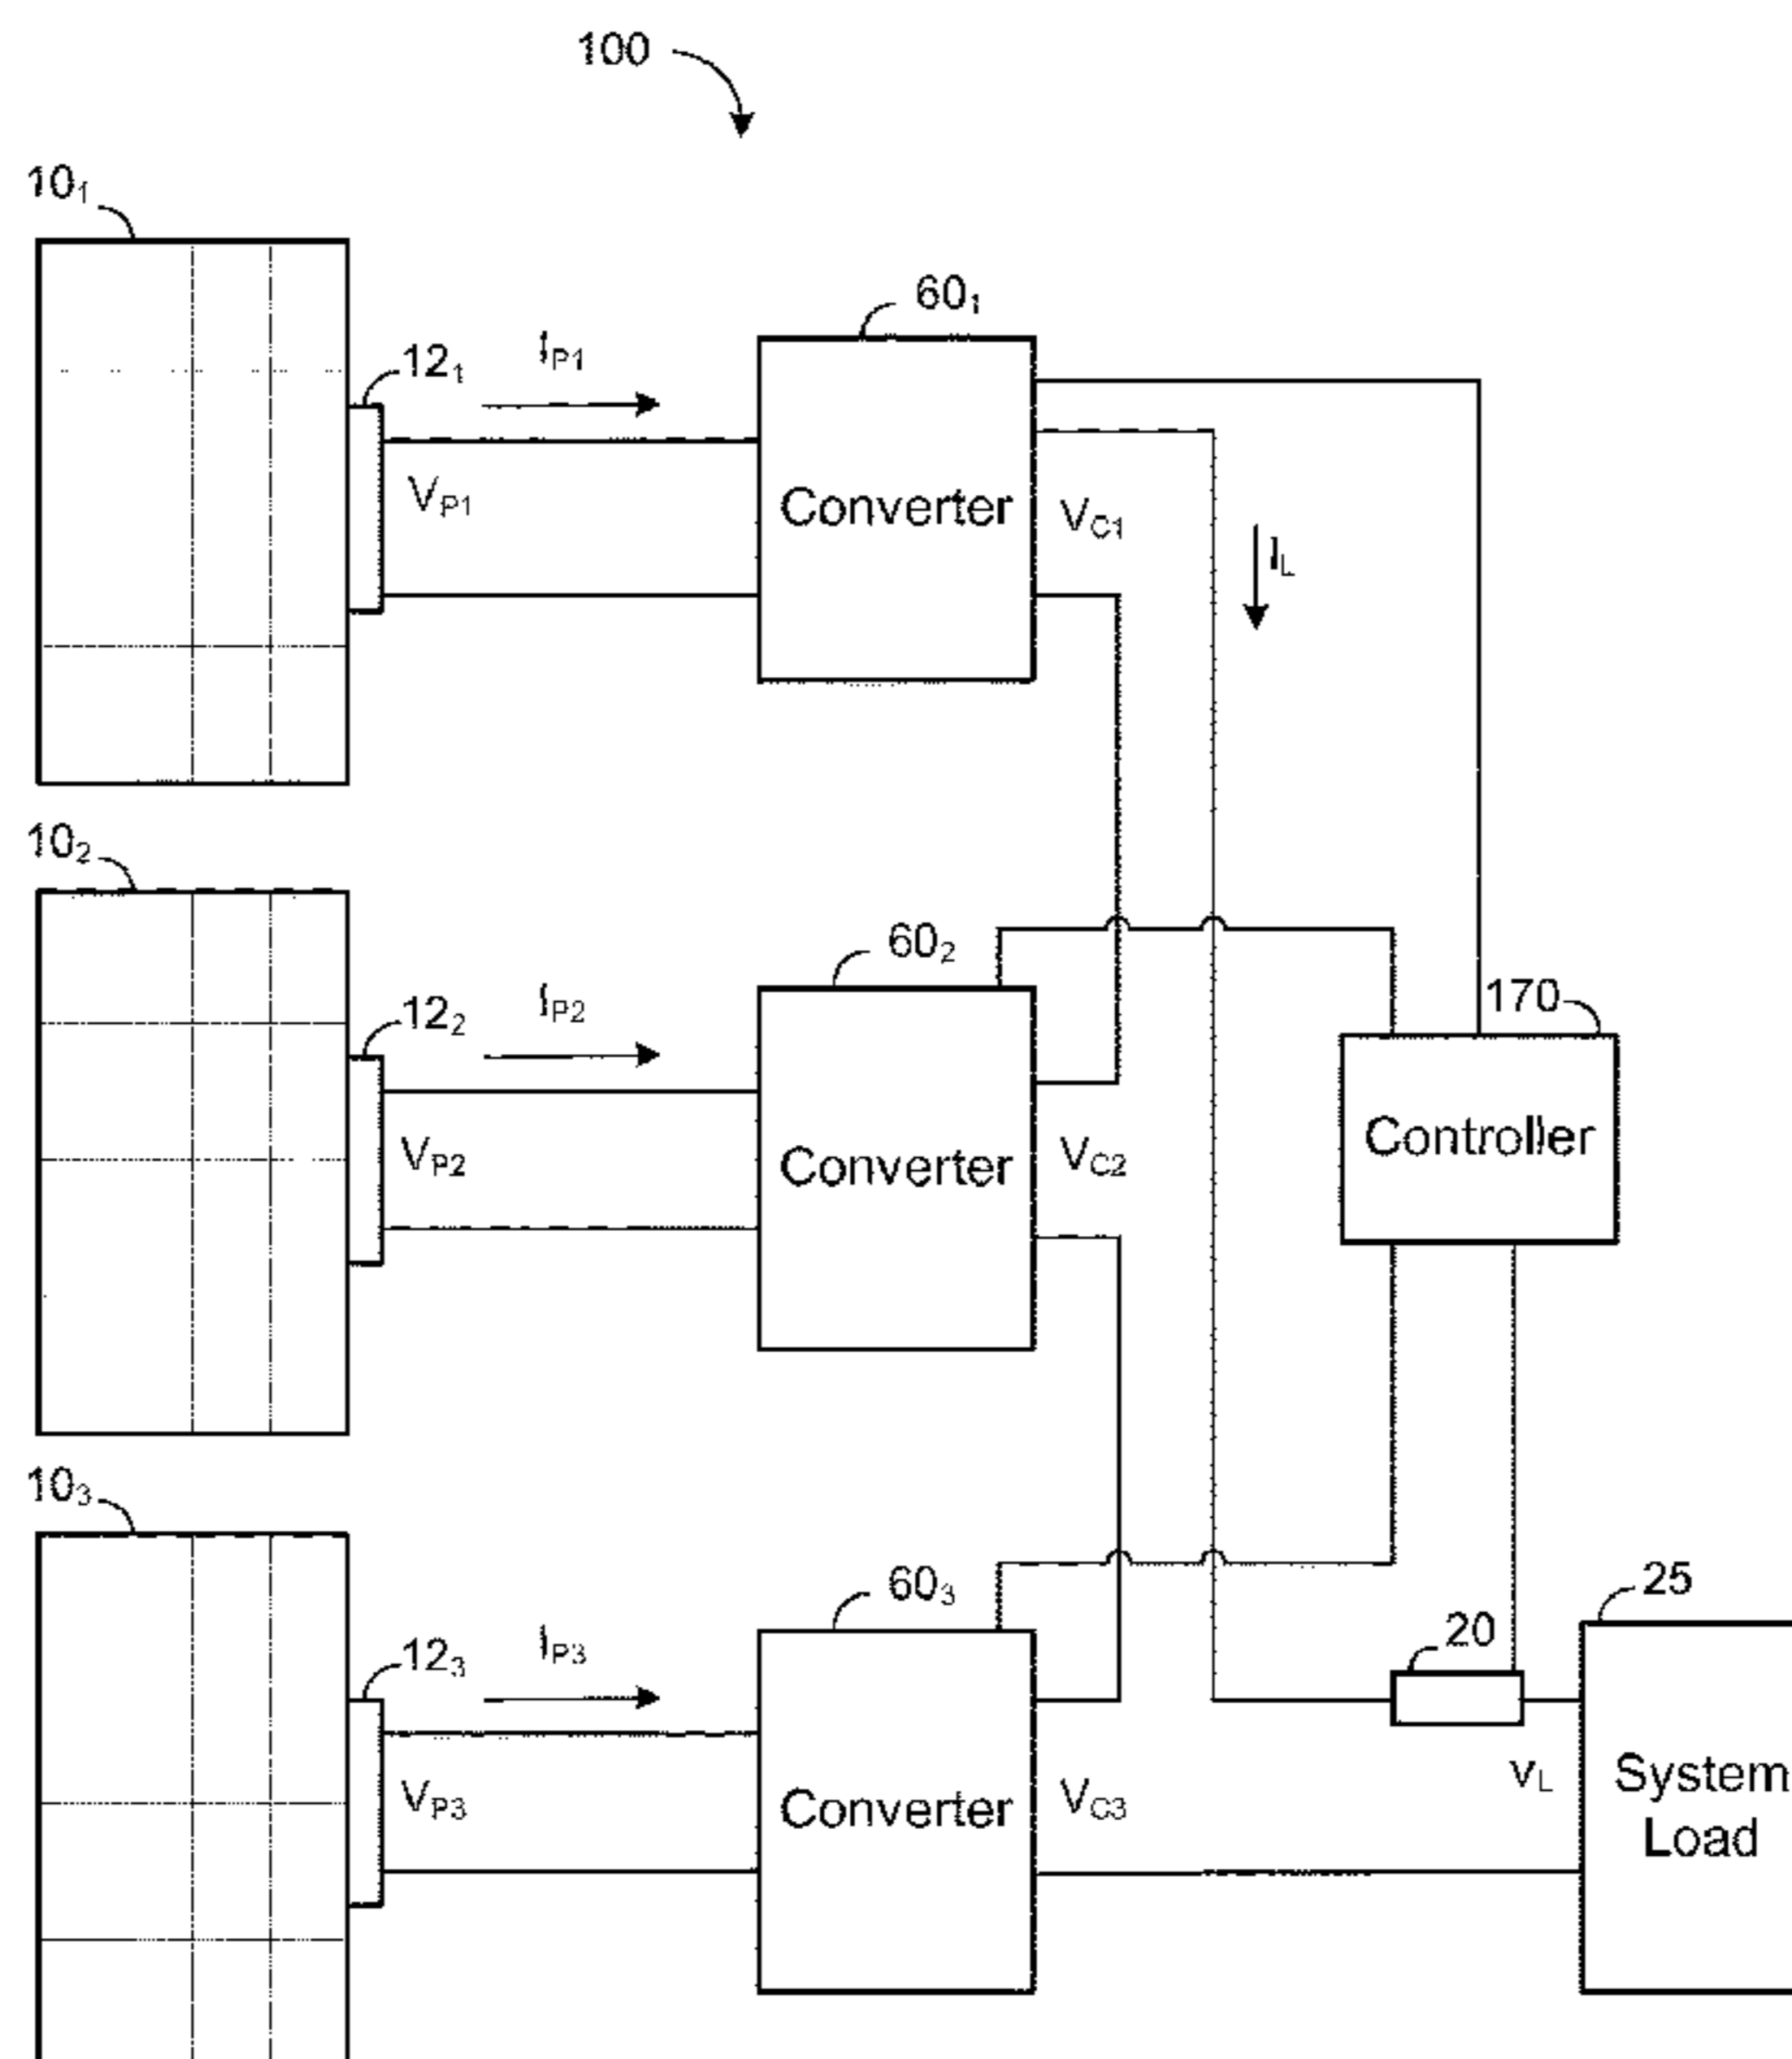 100
10₁
60₁
12₁
I_P1
V_P1
Converter
V_C1
I_L
10₂
60₂
12₂
I_P2
170
V_P2
Converter
V_C2
Controller
10₃
60₃
25
12₃
I_P3
20
V_P3
Converter
V_C3
V_L
System
Load